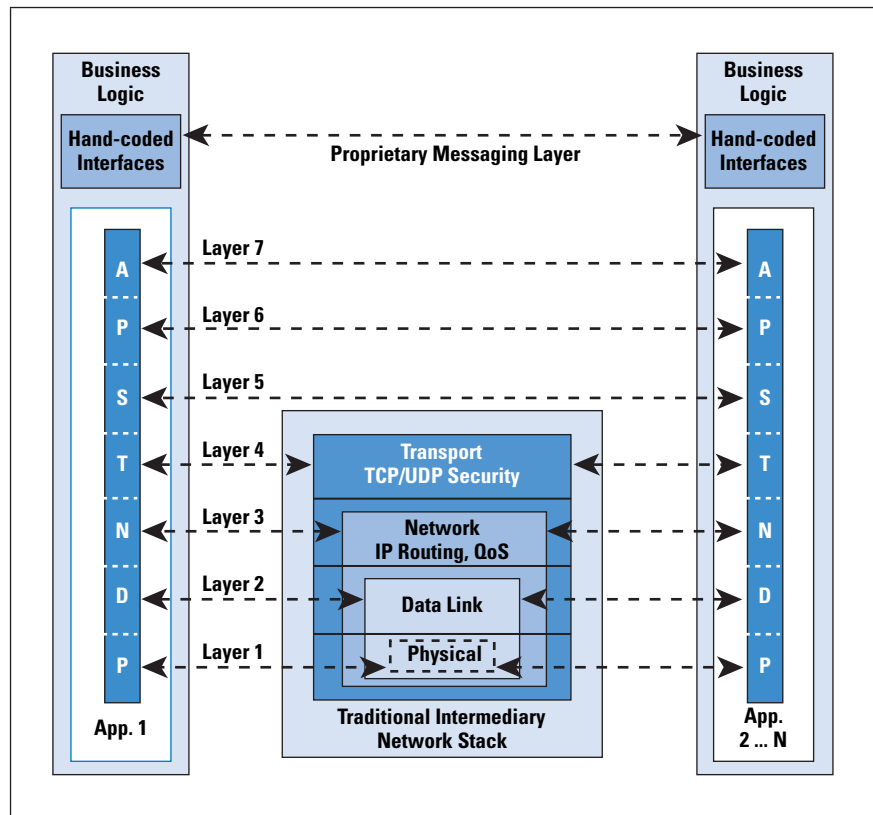 Business
Logic
Hand-coded
Interfaces
Business
Logic
Hand-coded
Interfaces
Proprietary Messaging Layer
A
Layer 7
A
P
Layer 6
P
S
Layer 5
S
T
Layer 4
Transport
TCP/UDP Security
T
N
Layer 3
Network
IP Routing, QoS
N
D
Layer 2
Data Link
D
P
Layer 1
Physical
P
App. 1
Traditional Intermediary
Network Stack
App.
2 ... N